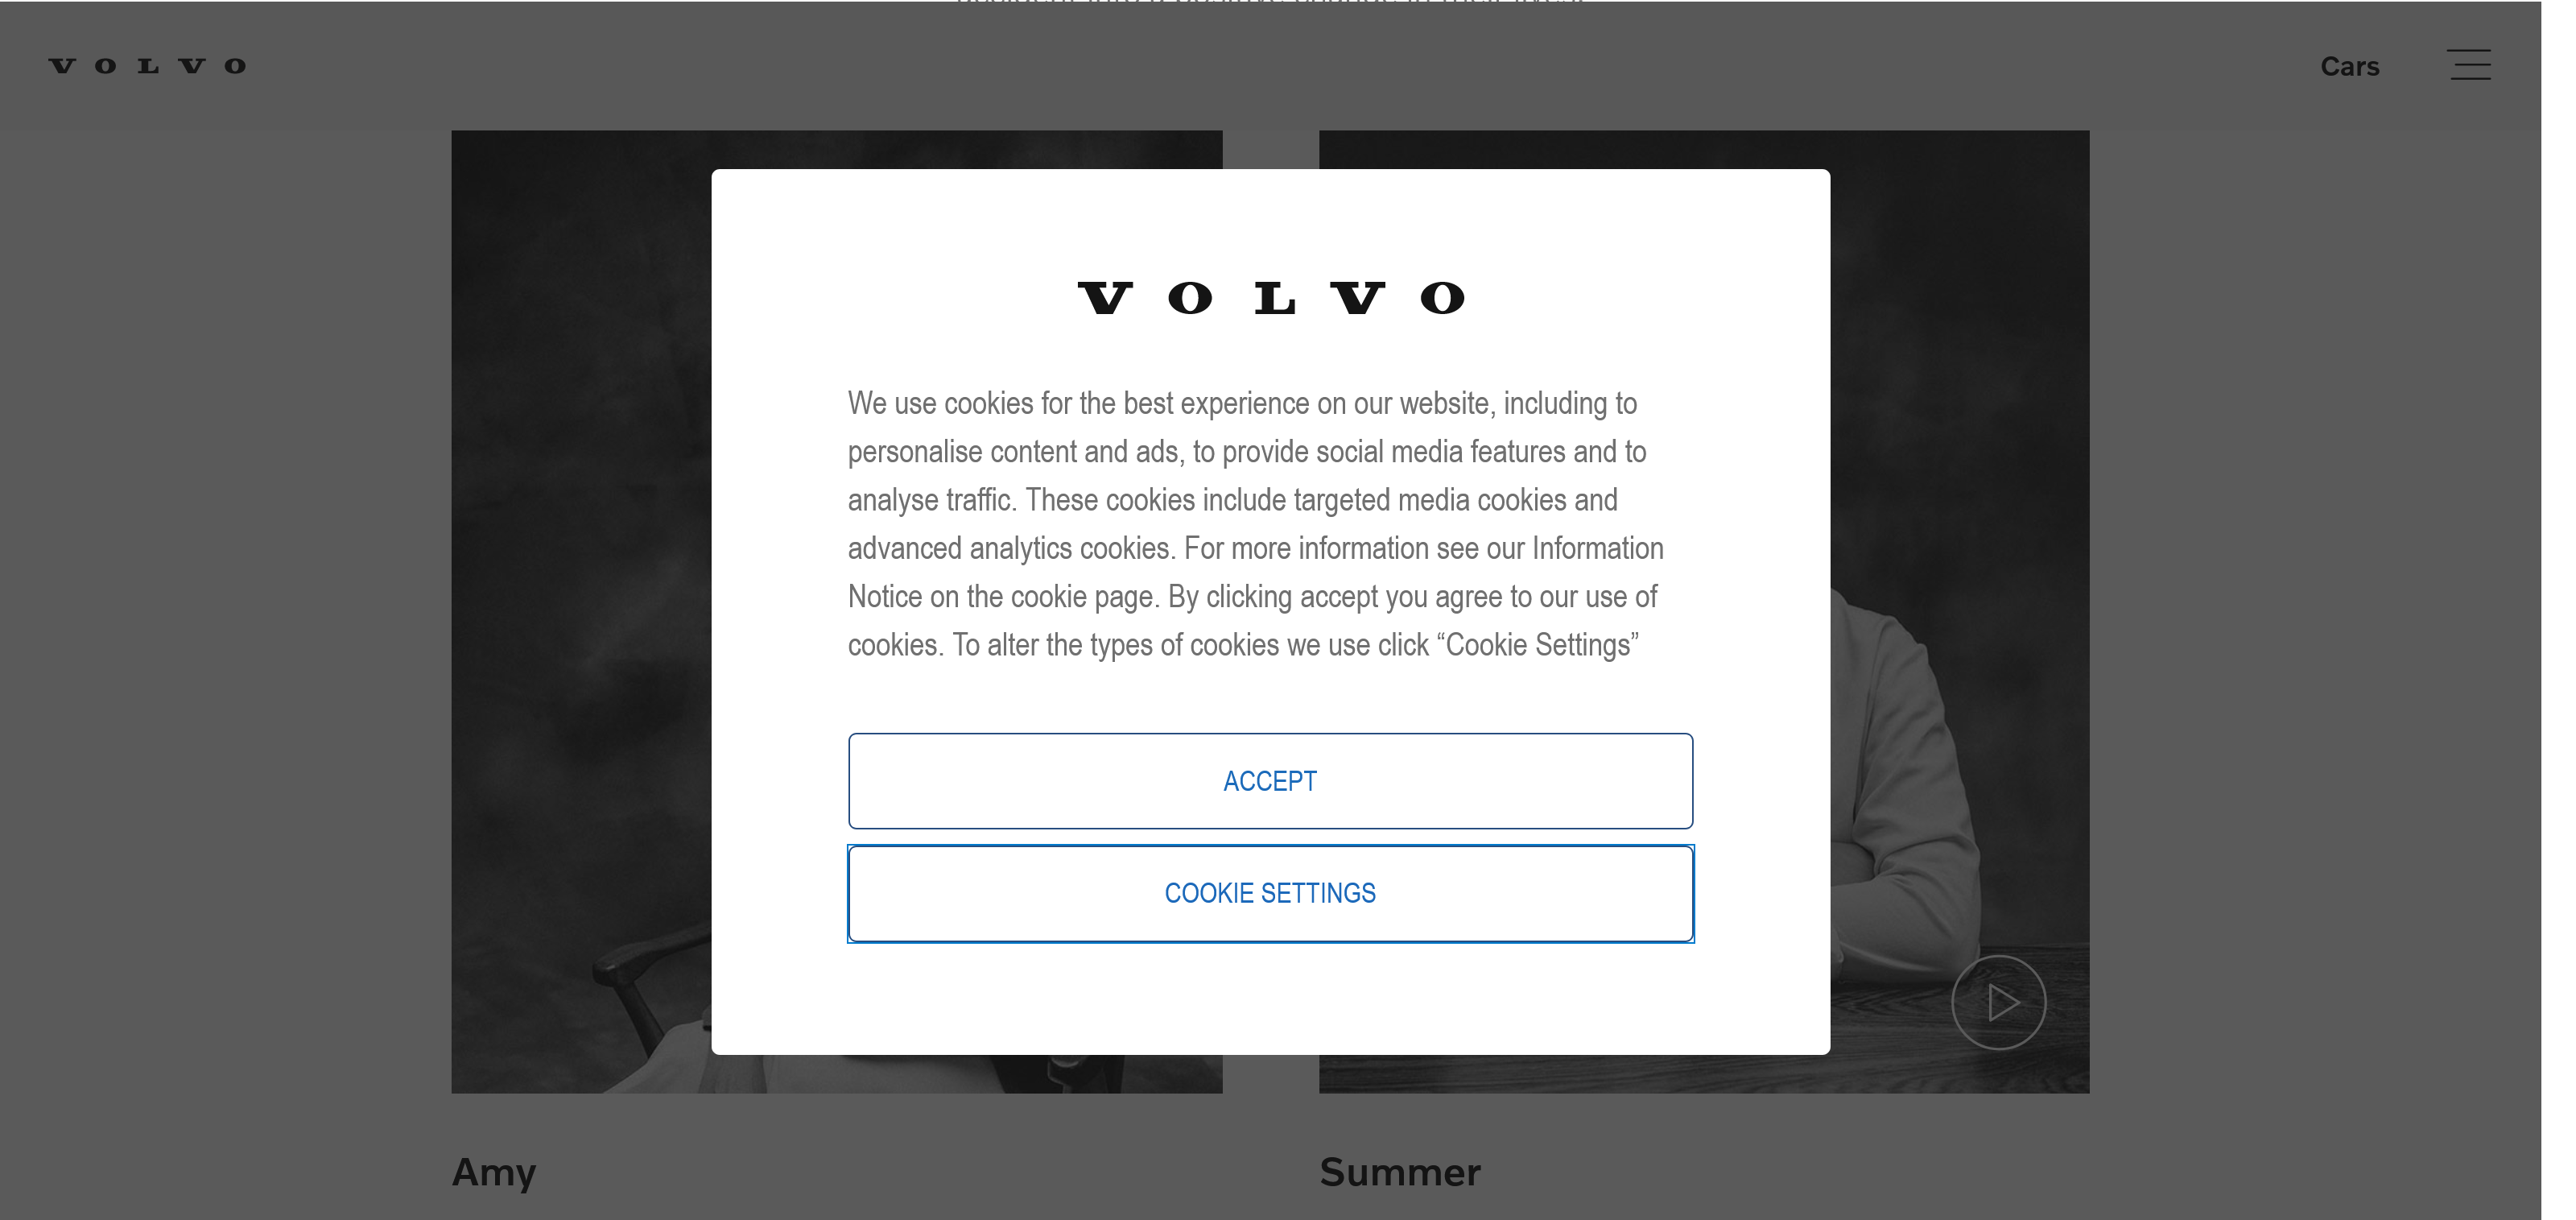 VOLVO
Cars
VOLVO
We use cookies for the best experience on our website, including to
personalise content and ads, to provide social media features and to
analyse traffic. These cookies include targeted media cookies and
advanced analytics cookies. For more information see our Information
Notice on the cookie page. By clicking accept you agree to our use of
cookies. To alter the types of cookies we use click “Cookie Settings”
ACCEPT
COOKIE SETTINGS
Amy
Summer